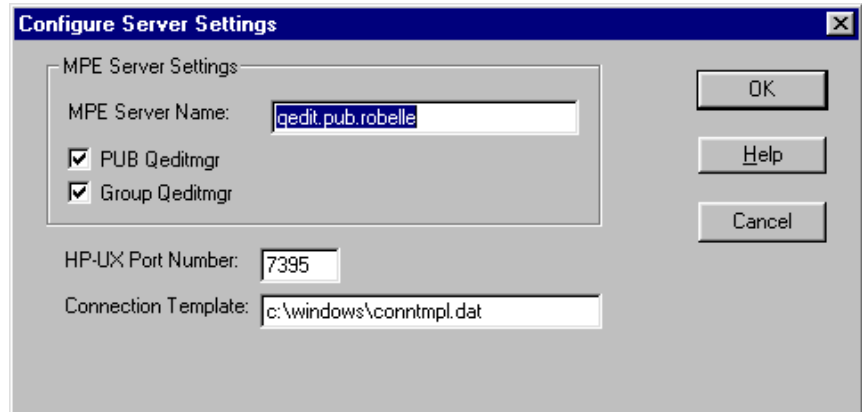 Configure Server Settings
MPE Server Settings
MPE Server Name: qedit.pub.robelle
PUB Qeditmgr
Group Qeditmgr
HP-UX Port Number: 7395
Connection Template: c:\windows\conntmpl.dat
OK
Help
Cancel